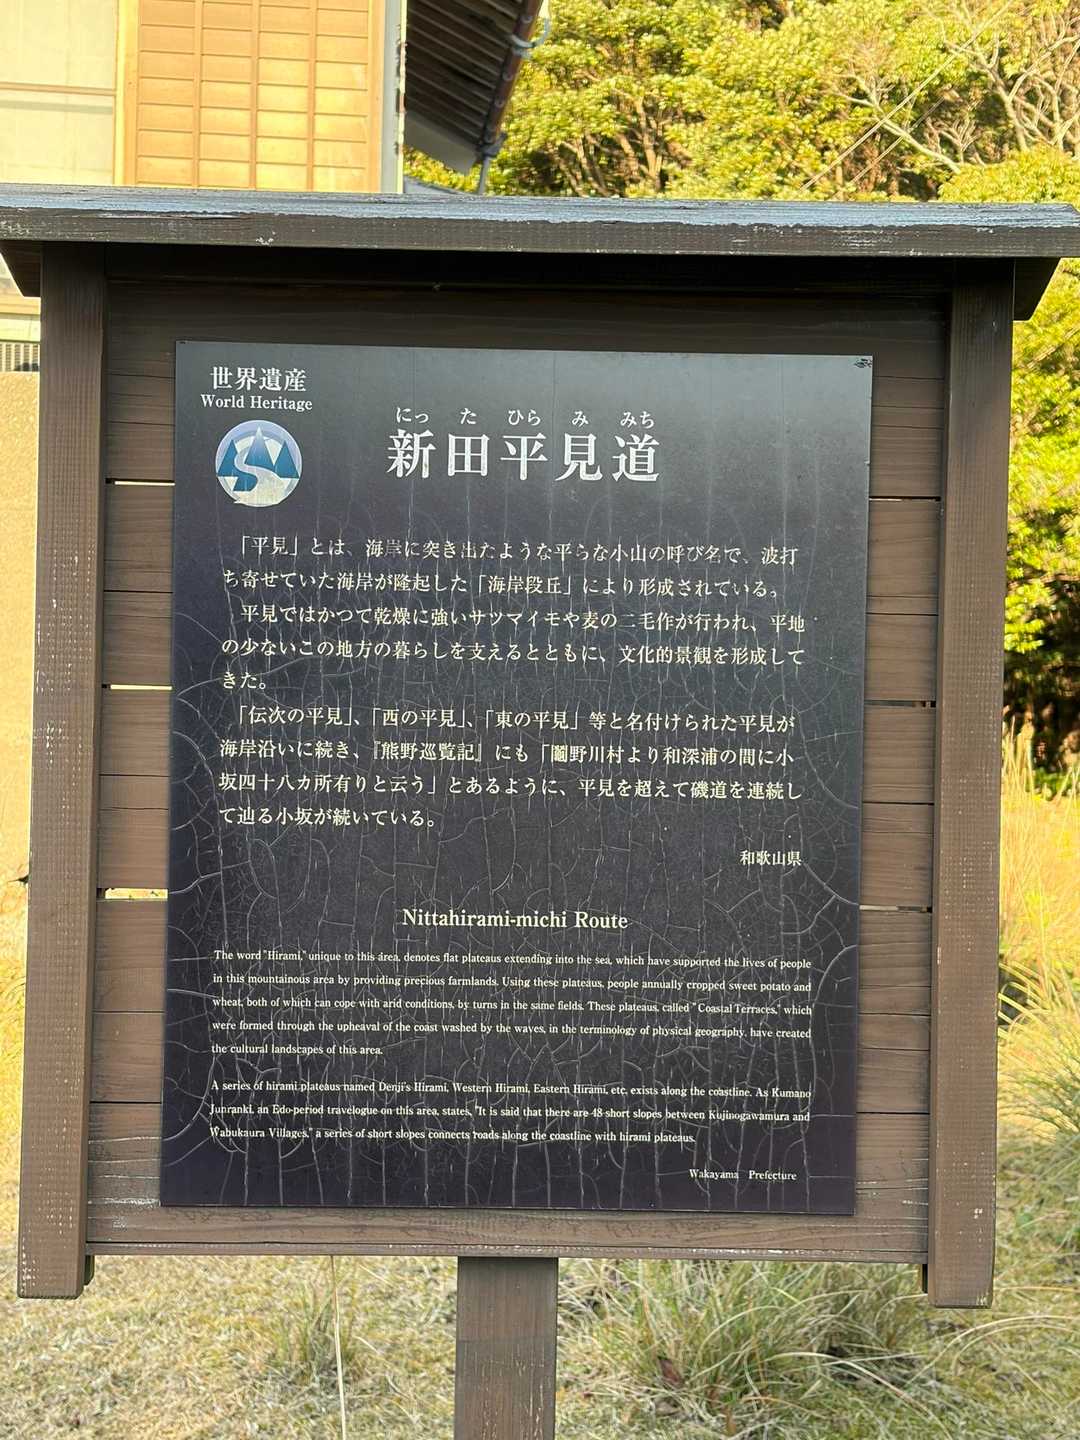 世界遺産
World Heritage
にった ひら み みち
新田平見道
「平見」とは、海岸に突き出たような平らな小山の呼び名で、波打
ち寄せていた海岸が隆起した「海岸段丘」により形成されている。
平見ではかつて乾燥に強いサツマイモや麦の二毛作が行われ、平地
の少ないこの地方の暮らしを支えるとともに、文化的景観を形成して
きた。
「伝次の平見」、「西の平見」、「東の平見」等と名付けられた平見が
海岸沿いに続き、『熊野巡覧記』にも「䰗野川村より和深浦の間に小
坂四十八カ所有りと云う」とあるように、平見を超えて磯道を連続し
て辿る小坂が続いている。
和歌山県
Nittahirami-michi Route
The word "Hirami," unique to this area, denotes flat plateaus extending into the sea, which have supported the lives of people
in this mountainous area by providing precious farmlands. Using these plateaus, people annually cropped sweet potato and
wheat, both of which can cope with arid conditions, by turns in the same fields. These plateaus, called "Coastal Terraces," which
were formed through the upheaval of the coast washed by the waves, in the terminology of physical geography, have created
the cultural landscapes of this area.
A series of hirami plateaus named Denji's Hirami, Western Hirami, Eastern Hirami, etc. exists along the coastline. As Kumano
Junranki, an Edo-period travelogue on this area, states, "It is said that there are 48 short slopes between Kujinogawamura and
Wabukaura Villages," a series of short slopes connects roads along the coastline with hirami plateaus.
Wakayama Prefecture